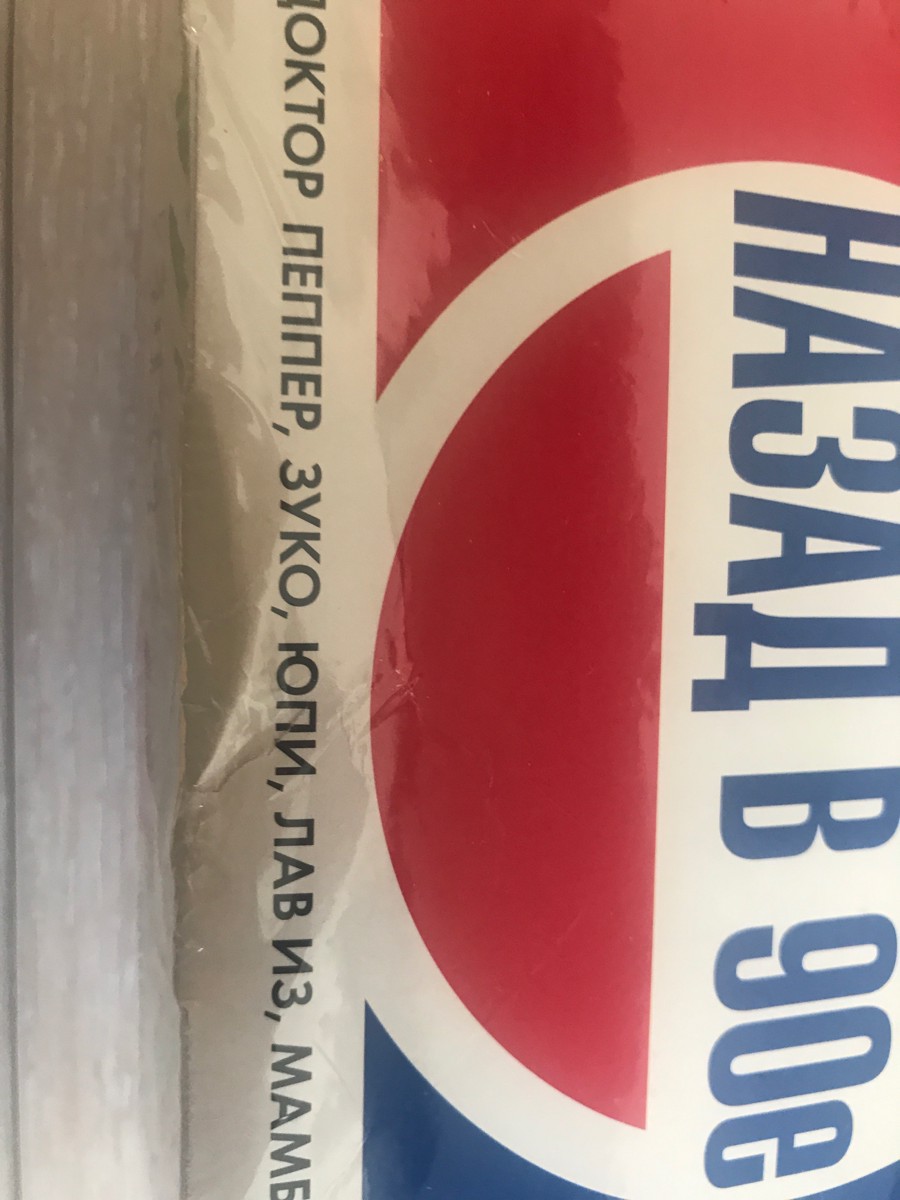 НАЗАД В 90е
ДОКТОР ПЕППЕР, ЗУКО, ЮПИ, ЛАВ ИЗ, МАМБ